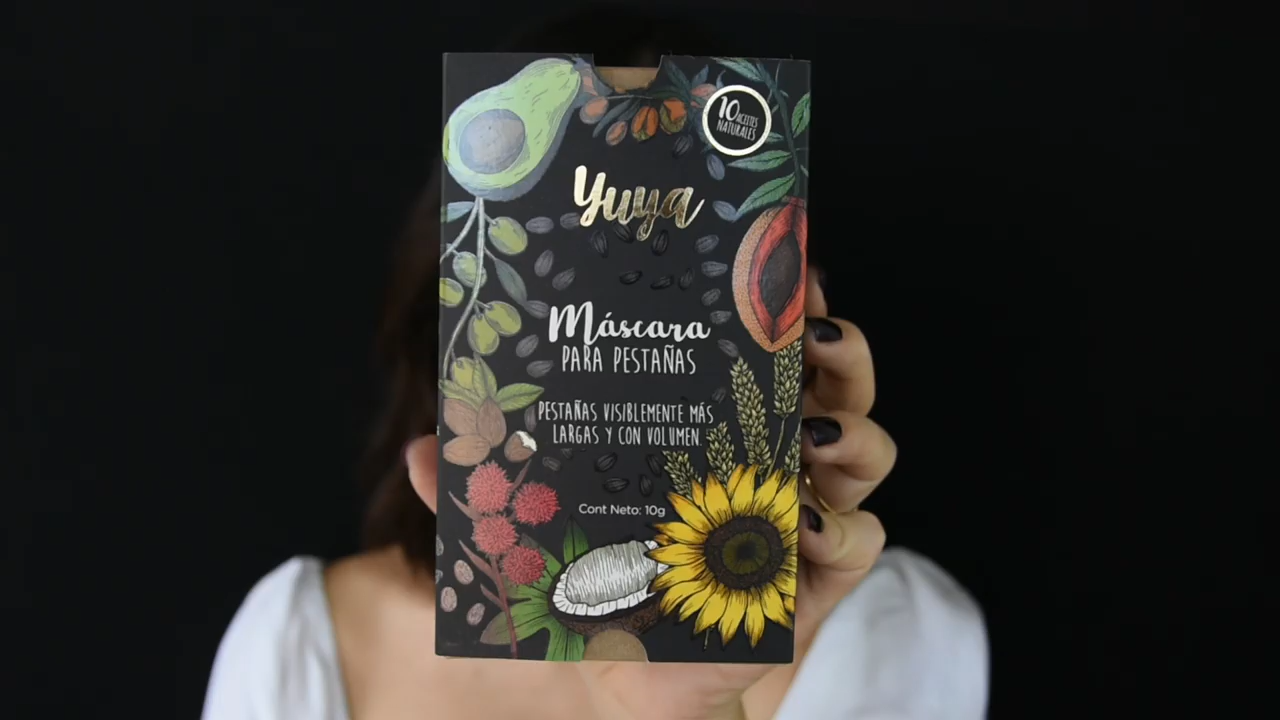 10 ACEITES
NATURALES
Yuya
Máscara
PARA PESTAÑAS
PESTAÑAS VISIBLEMENTE MÁS
LARGAS Y CON VOLUMEN.
Cont Neto: 10g